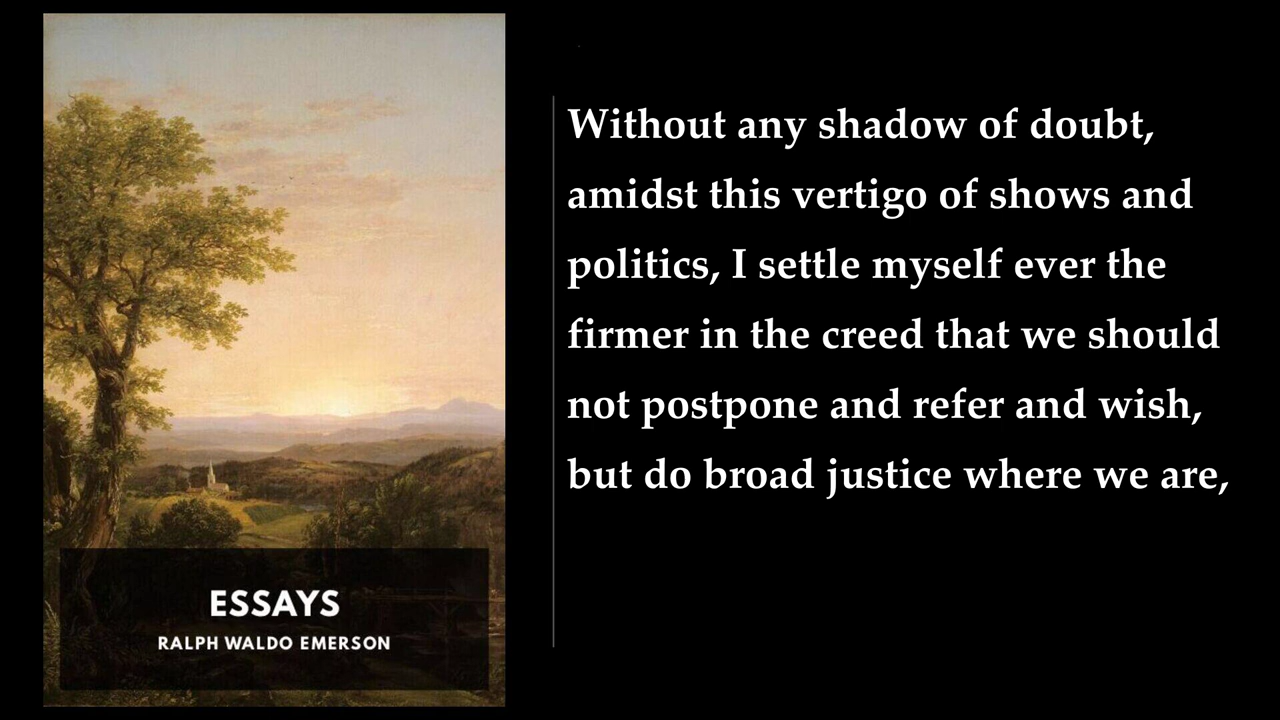 Without any shadow of doubt,
amidst this vertigo of shows and
politics, I settle myself ever the
firmer in the creed that we should
not postpone and refer and wish,
but do broad justice where we are,
ESSAYS
RALPH WALDO EMERSON